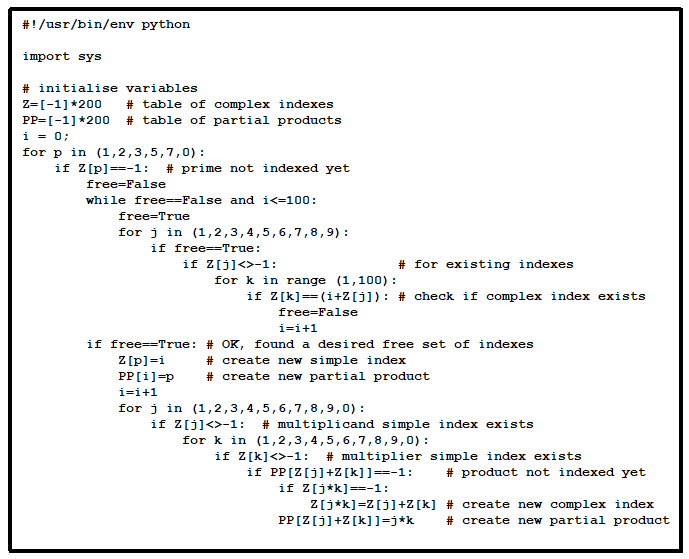 #!/usr/bin/env python

import sys

# initialise variables
Z=[-1]*200   # table of complex indexes
PP=[-1]*200  # table of partial products
i = 0;
for p in (1,2,3,5,7,0):
    if Z[p]==-1:  # prime not indexed yet
        free=False
        while free==False and i<=100:
            free=True
            for j in (1,2,3,4,5,6,7,8,9):
                if free==True:
                    if Z[j]<>-1:               # for existing indexes
                        for k in range (1,100):
                            if Z[k]==(i+Z[j]): # check if complex index exists
                                free=False
                                i=i+1
        if free==True: # OK, found a desired free set of indexes
            Z[p]=i     # create new simple index
            PP[i]=p    # create new partial product
            i=i+1
            for j in (1,2,3,4,5,6,7,8,9,0):
                if Z[j]<>-1:  # multiplicand simple index exists
                    for k in (1,2,3,4,5,6,7,8,9,0):
                        if Z[k]<>-1:  # multiplier simple index exists
                            if PP[Z[j]+Z[k]]==-1:    # product not indexed yet
                                if Z[j*k]==-1:
                                    Z[j*k]=Z[j]+Z[k] # create new complex index
                                PP[Z[j]+Z[k]]=j*k    # create new partial product